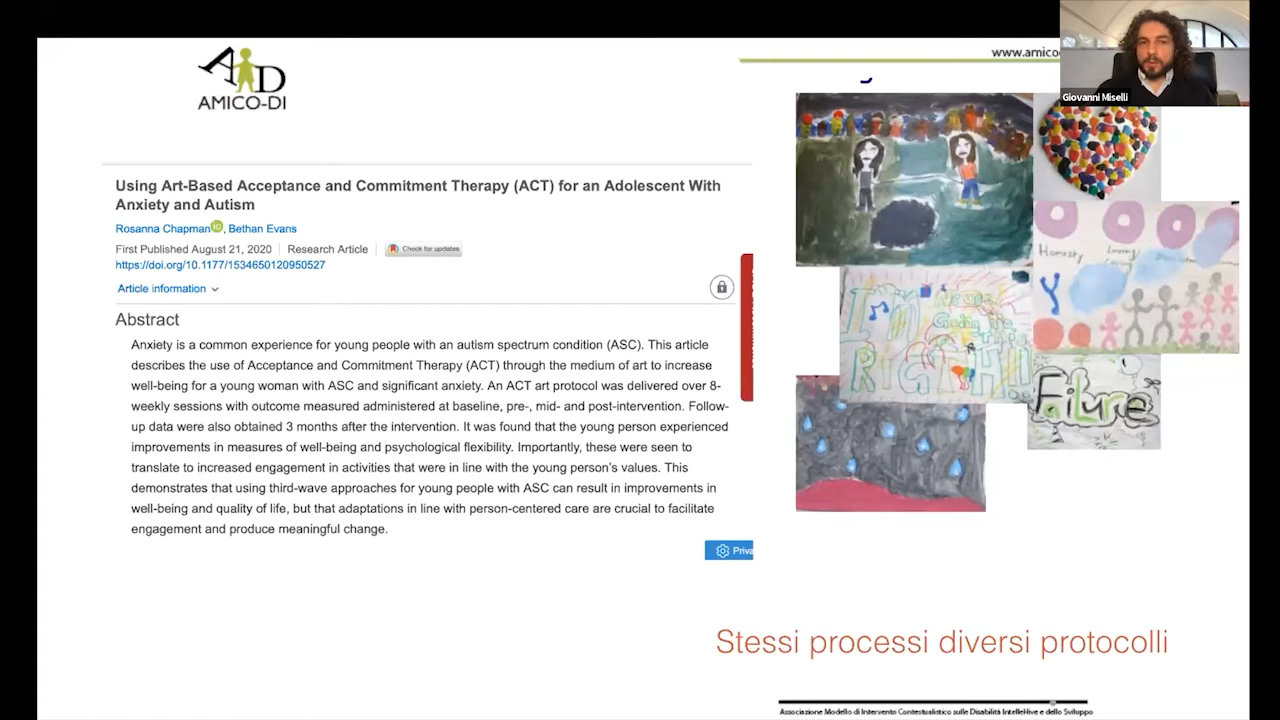 AID
AMICO-DI
www.amico
Giovanni Miselli
Using Art-Based Acceptance and Commitment Therapy (ACT) for an Adolescent With
Anxiety and Autism
Rosanna Chapman iD, Bethan Evans
First Published August 21, 2020 | Research Article | Check for updates
https://doi.org/10.1177/1534650120950527
Article information
Abstract
Anxiety is a common experience for young people with an autism spectrum condition (ASC). This article
describes the use of Acceptance and Commitment Therapy (ACT) through the medium of art to increase
well-being for a young woman with ASC and significant anxiety. An ACT art protocol was delivered over 8-
weekly sessions with outcome measured administered at baseline, pre-, mid- and post-intervention. Follow-
up data were also obtained 3 months after the intervention. It was found that the young person experienced
improvements in measures of well-being and psychological flexibility. Importantly, these were seen to
translate to increased engagement in activities that were in line with the young person's values. This
demonstrates that using third-wave approaches for young people with ASC can result in improvements in
well-being and quality of life, but that adaptations in line with person-centered care are crucial to facilitate
engagement and produce meaningful change.
Priva
Honesty
I'm
RIGHT!!
Failure
Stessi processi diversi protocolli
Associazione Modello di Intervento Contestualistico sulle Disabilità Intellettive e dello Sviluppo